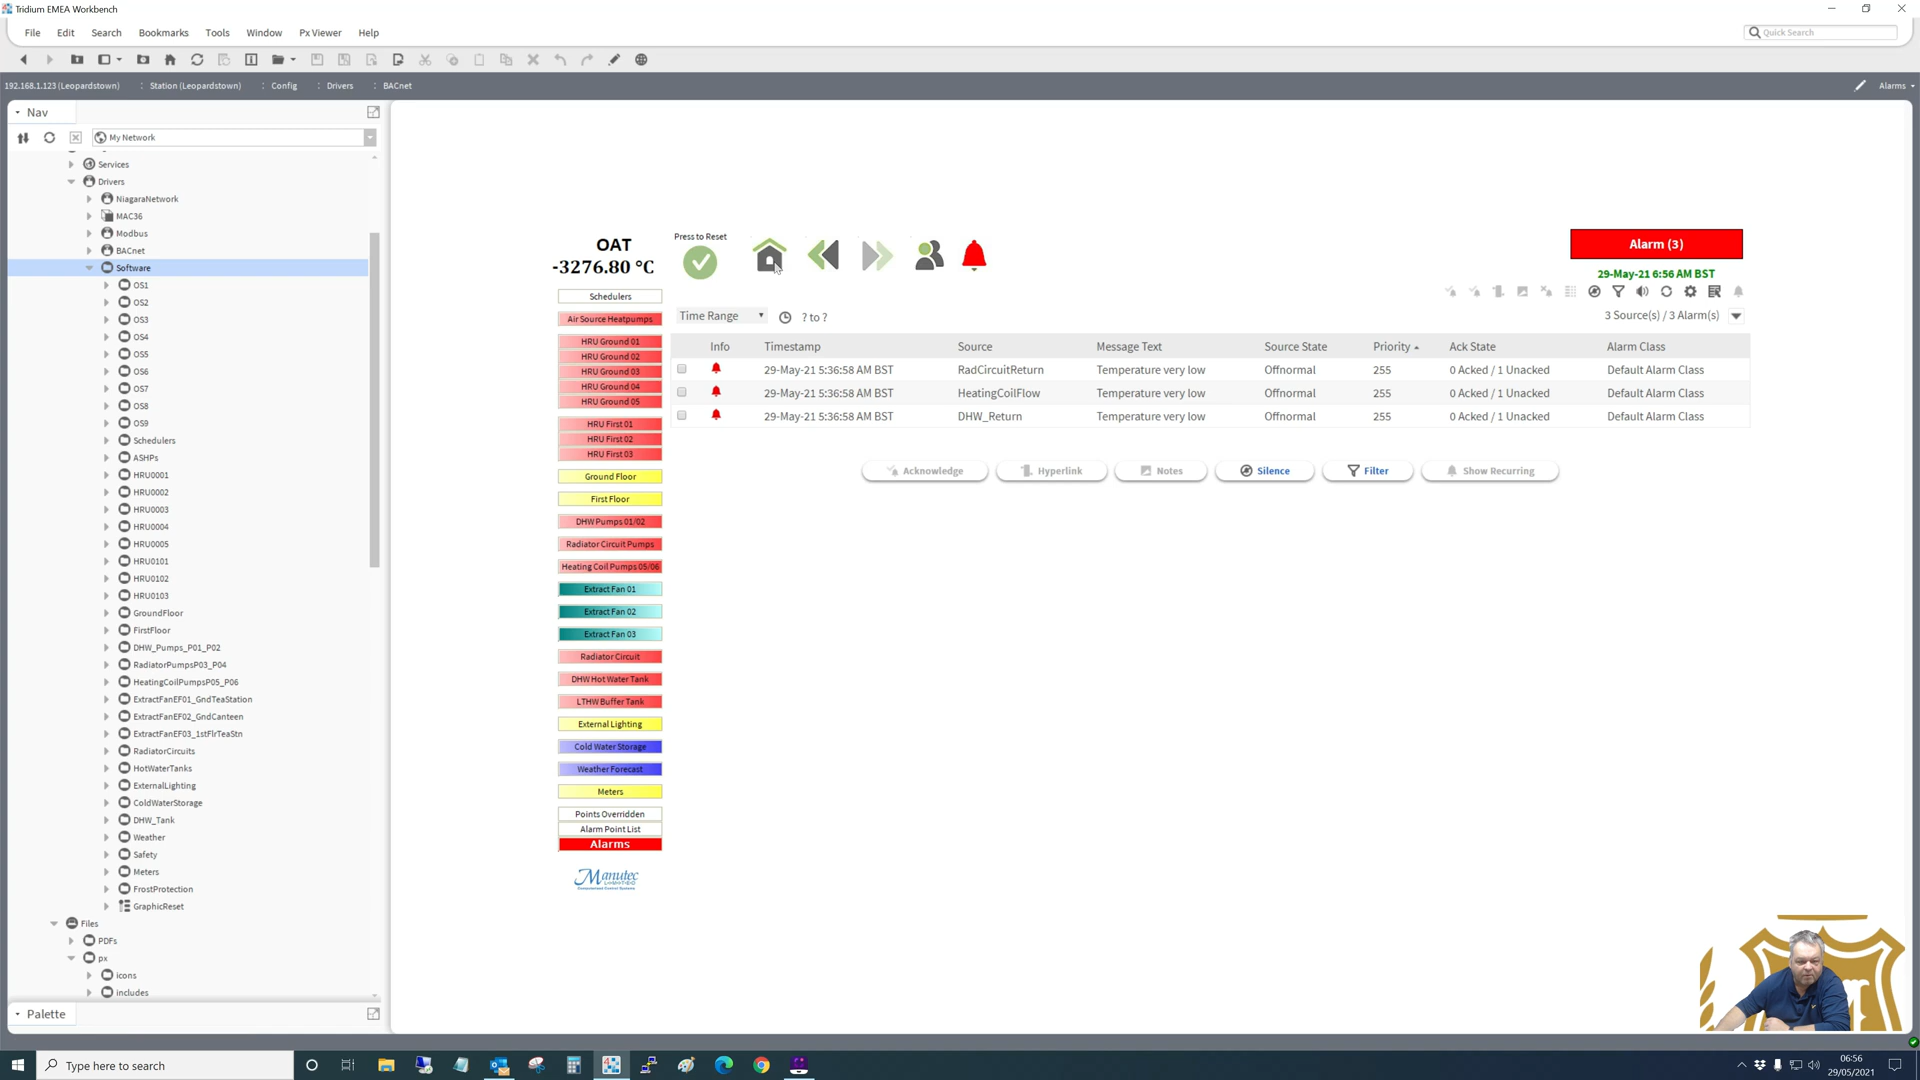 Tridium EMEA Workbench
File Edit Search Bookmarks Tools Window Px Viewer Help
Quick Search
192.168.1.123 (Leopardstown) : Station (Leopardstown) : Config : Drivers : BACnet
Alarms
Nav
My Network
Services
Drivers
NiagaraNetwork
MAC36
Modbus
BACnet
Software
OS1
OS2
OS3
OS4
OS5
OS6
OS7
OS8
OS9
Schedulers
ASHPs
HRU0001
HRU0002
HRU0003
HRU0004
HRU0005
HRU0101
HRU0102
HRU0103
GroundFloor
FirstFloor
DHW_Pumps_P01_P02
RadiatorPumpsP03_P04
HeatingCoilPumpsP05_P06
ExtractFanEF01_GndTeaStation
ExtractFanEF02_GndCanteen
ExtractFanEF03_1stFlrTeaStn
RadiatorCircuits
HotWaterTanks
ExternalLighting
ColdWaterStorage
DHW_Tank
Weather
Safety
Meters
FrostProtection
GraphicReset
Files
PDFs
px
icons
includes
Palette
OAT
-3276.80 °C
Press to Reset
Schedulers
Air Source Heatpumps
HRU Ground 01
HRU Ground 02
HRU Ground 03
HRU Ground 04
HRU Ground 05
HRU First 01
HRU First 02
HRU First 03
Ground Floor
First Floor
DHW Pumps 01/02
Radiator Circuit Pumps
Heating Coil Pumps 05/06
Extract Fan 01
Extract Fan 02
Extract Fan 03
Radiator Circuit
DHW Hot Water Tank
LTHW Buffer Tank
External Lighting
Cold Water Storage
Weather Forecast
Meters
Points Overridden
Alarm Point List
Alarms
Manutec
LIMITED
Alarm (3)
29-May-21 6:56 AM BST
Time Range ? to ?
3 Source(s) / 3 Alarm(s)
Info Timestamp Source Message Text Source State Priority Ack State Alarm Class
29-May-21 5:36:58 AM BST RadCircuitReturn Temperature very low Offnormal 255 0 Acked / 1 Unacked Default Alarm Class
29-May-21 5:36:58 AM BST HeatingCoilFlow Temperature very low Offnormal 255 0 Acked / 1 Unacked Default Alarm Class
29-May-21 5:36:58 AM BST DHW_Return Temperature very low Offnormal 255 0 Acked / 1 Unacked Default Alarm Class
Acknowledge Hyperlink Notes Silence Filter Show Recurring
Type here to search
06:56
29/05/2021